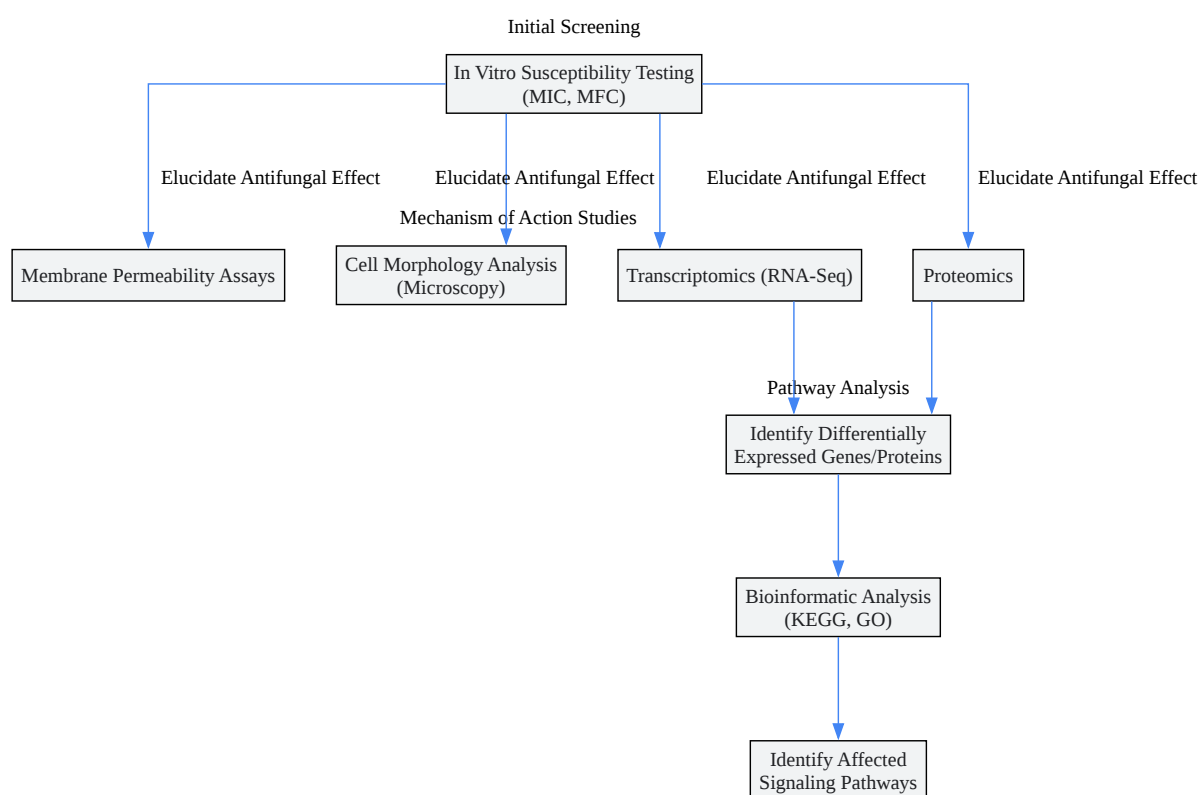 Initial Screening
In Vitro Susceptibility Testing
(MIC, MFC)
Elucidate Antifungal Effect
Elucidate Antifungal Effect
Elucidate Antifungal Effect
Elucidate Antifungal Effect
Mechanism of Action Studies
Membrane Permeability Assays
Cell Morphology Analysis
(Microscopy)
Transcriptomics (RNA-Seq)
Proteomics
Pathway Analysis
Identify Differentially
Expressed Genes/Proteins
Bioinformatic Analysis
(KEGG, GO)
Identify Affected
Signaling Pathways